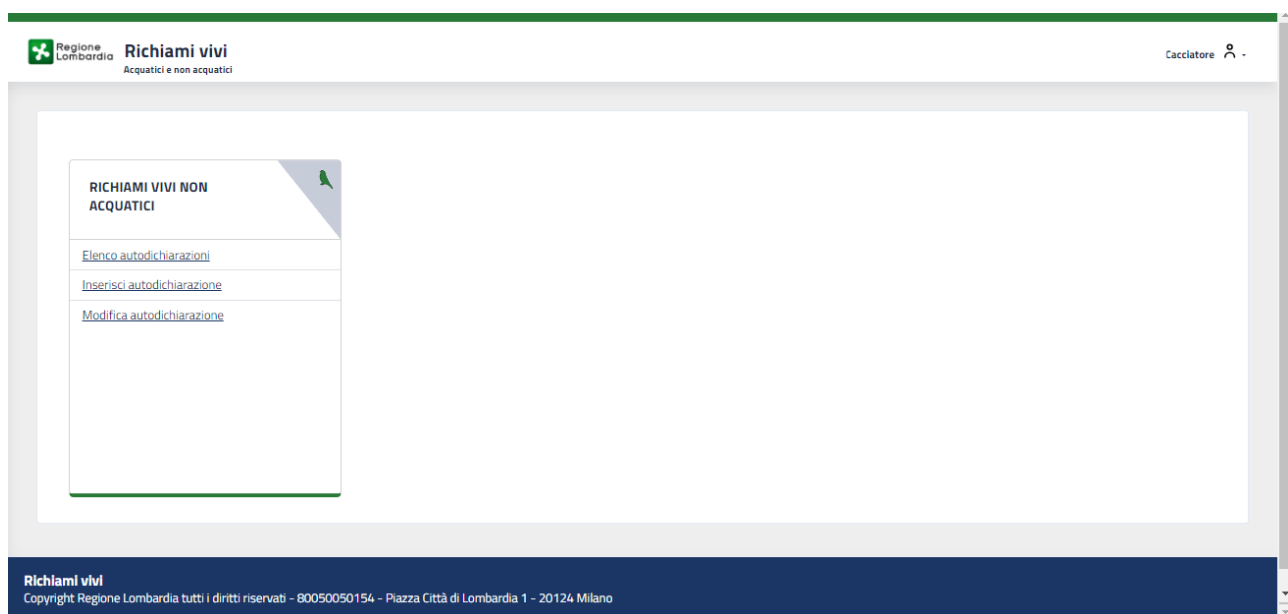 Regione
Lombardia
Richiami vivi
Acquatici e non acquatici
Cacciatore
RICHIAMI VIVI NON
ACQUATICI
Elenco autodichiarazioni
Inserisci autodichiarazione
Modifica autodichiarazione
Richiami vivi
Copyright Regione Lombardia tutti i diritti riservati - 80050050154 - Piazza Città di Lombardia 1 - 20124 Milano